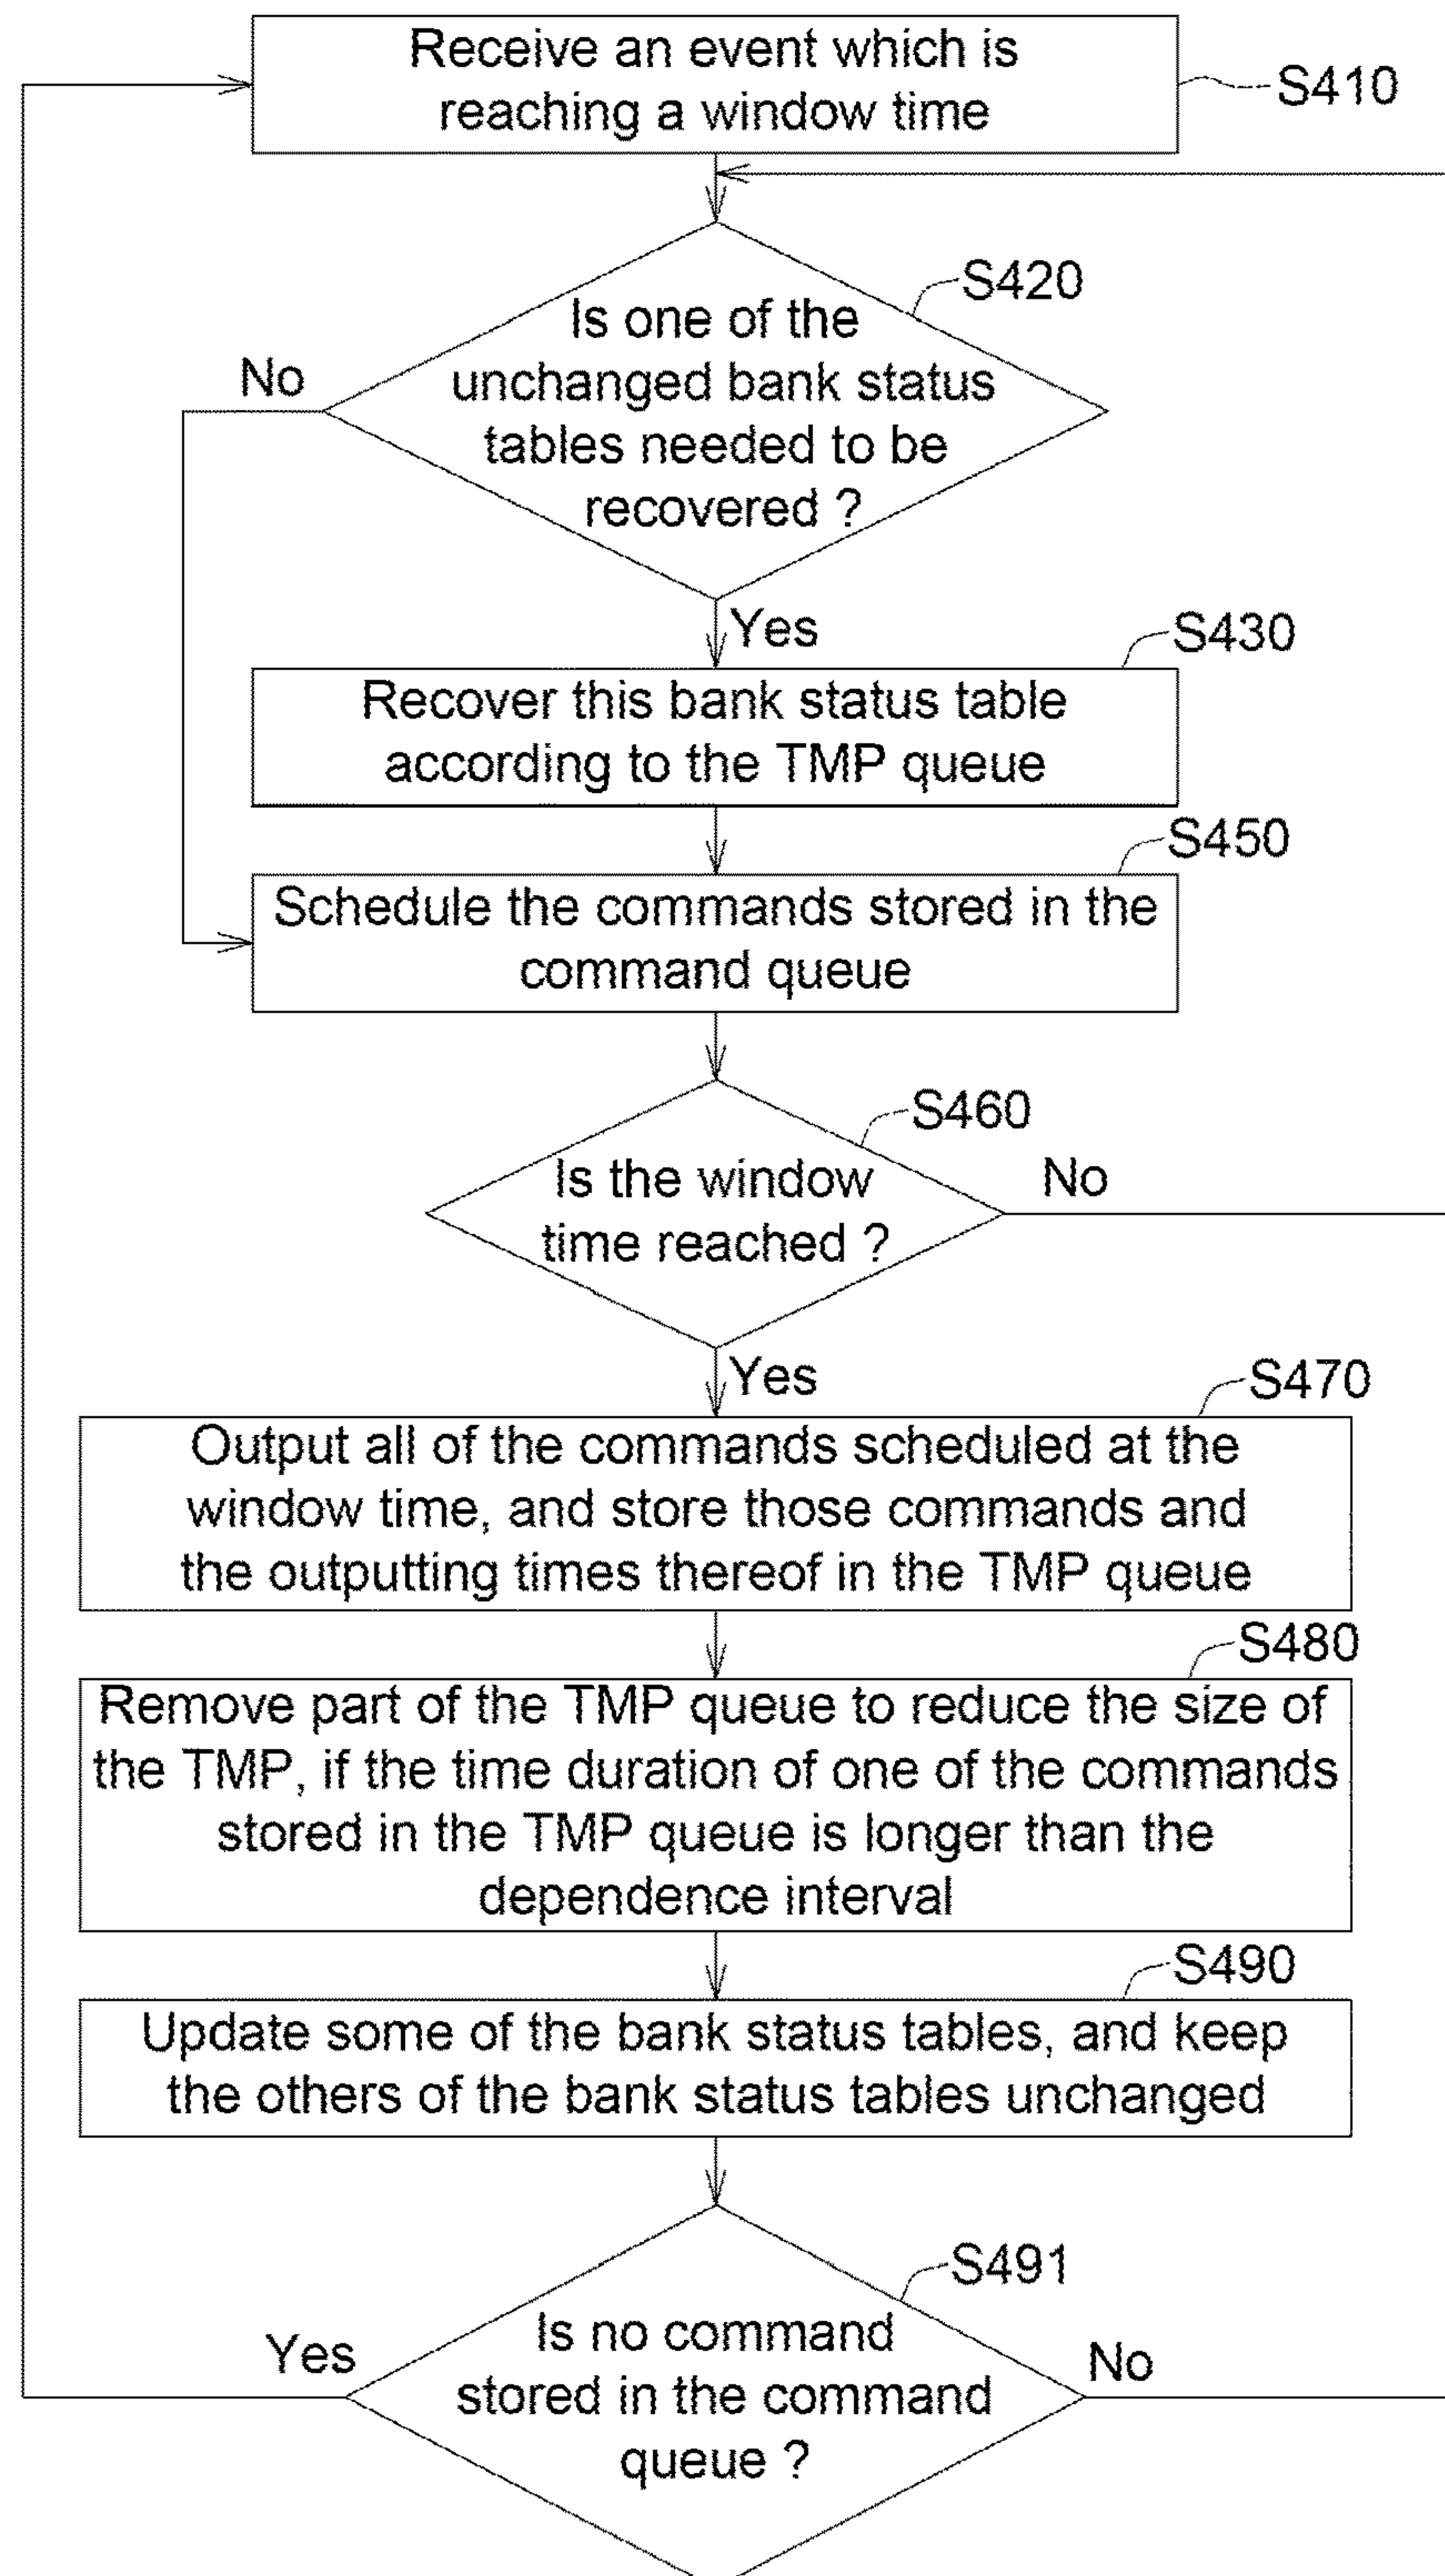 Receive an event which is
reaching a window time
S410
S420
Is one of the
No
unchanged bank status
tables needed to be
recovered ?
Yes
S430
Recover this bank status table
according to the TMP queue
S450
Schedule the commands stored in the
command queue
S460
Is the window
No
time reached ?
Yes
S470
Output all of the commands scheduled at the
window time, and store those commands and
the outputting times thereof in the TMP queue
S480
Remove part of the TMP queue to reduce the size of
the TMP, if the time duration of one of the commands
stored in the TMP queue is longer than the
dependence interval
S490
Update some of the bank status tables, and keep
the others of the bank status tables unchanged
S491
Is no command
Yes
No
stored in the command
queue ?